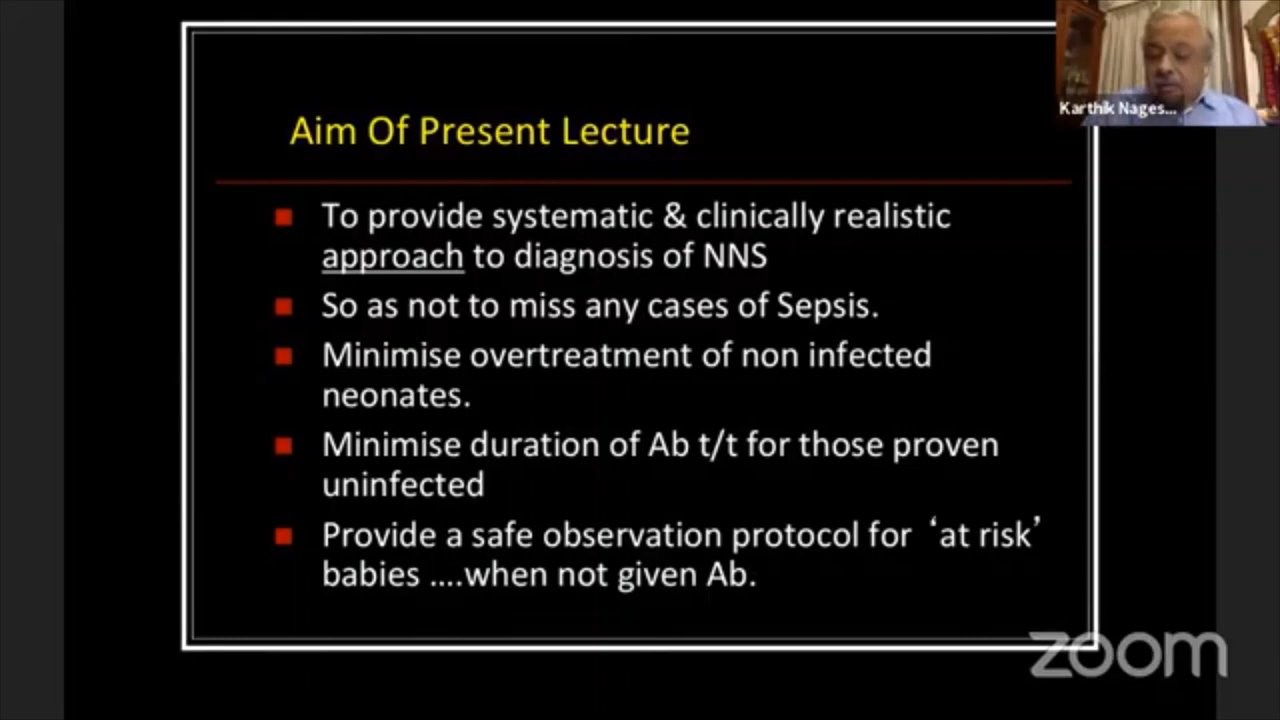 Karthik Nages...
Aim Of Present Lecture
To provide systematic & clinically realistic
approach to diagnosis of NNS
So as not to miss any cases of Sepsis.
Minimise overtreatment of non infected
neonates.
Minimise duration of Ab t/t for those proven
uninfected
Provide a safe observation protocol for ‘at risk’
babies ....when not given Ab.
zoom